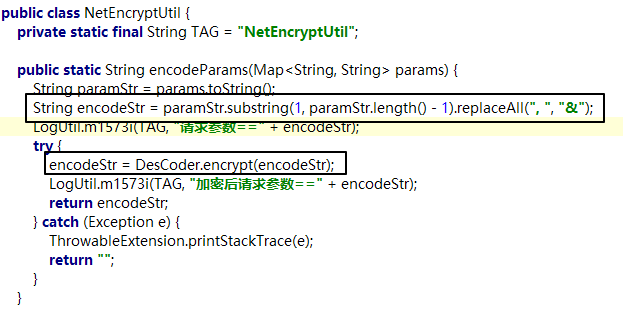 public class NetEncryptUtil {
private static final String TAG = "NetEncryptUtil";
public static String encodeParams(Map<String, String> params) {
String paramStr = params.toString();
String encodeStr = paramStr.substring(1, paramStr.length() - 1).replaceAll(", ", "&");
LogUtil.m1573i(TAG, "请求参数==" + encodeStr);
try {
encodeStr = DesCoder.encrypt(encodeStr);
LogUtil.m1573i(TAG, "加密后请求参数==" + encodeStr);
return encodeStr;
} catch (Exception e) {
ThrowableExtension.printStackTrace(e);
return "";
}
}